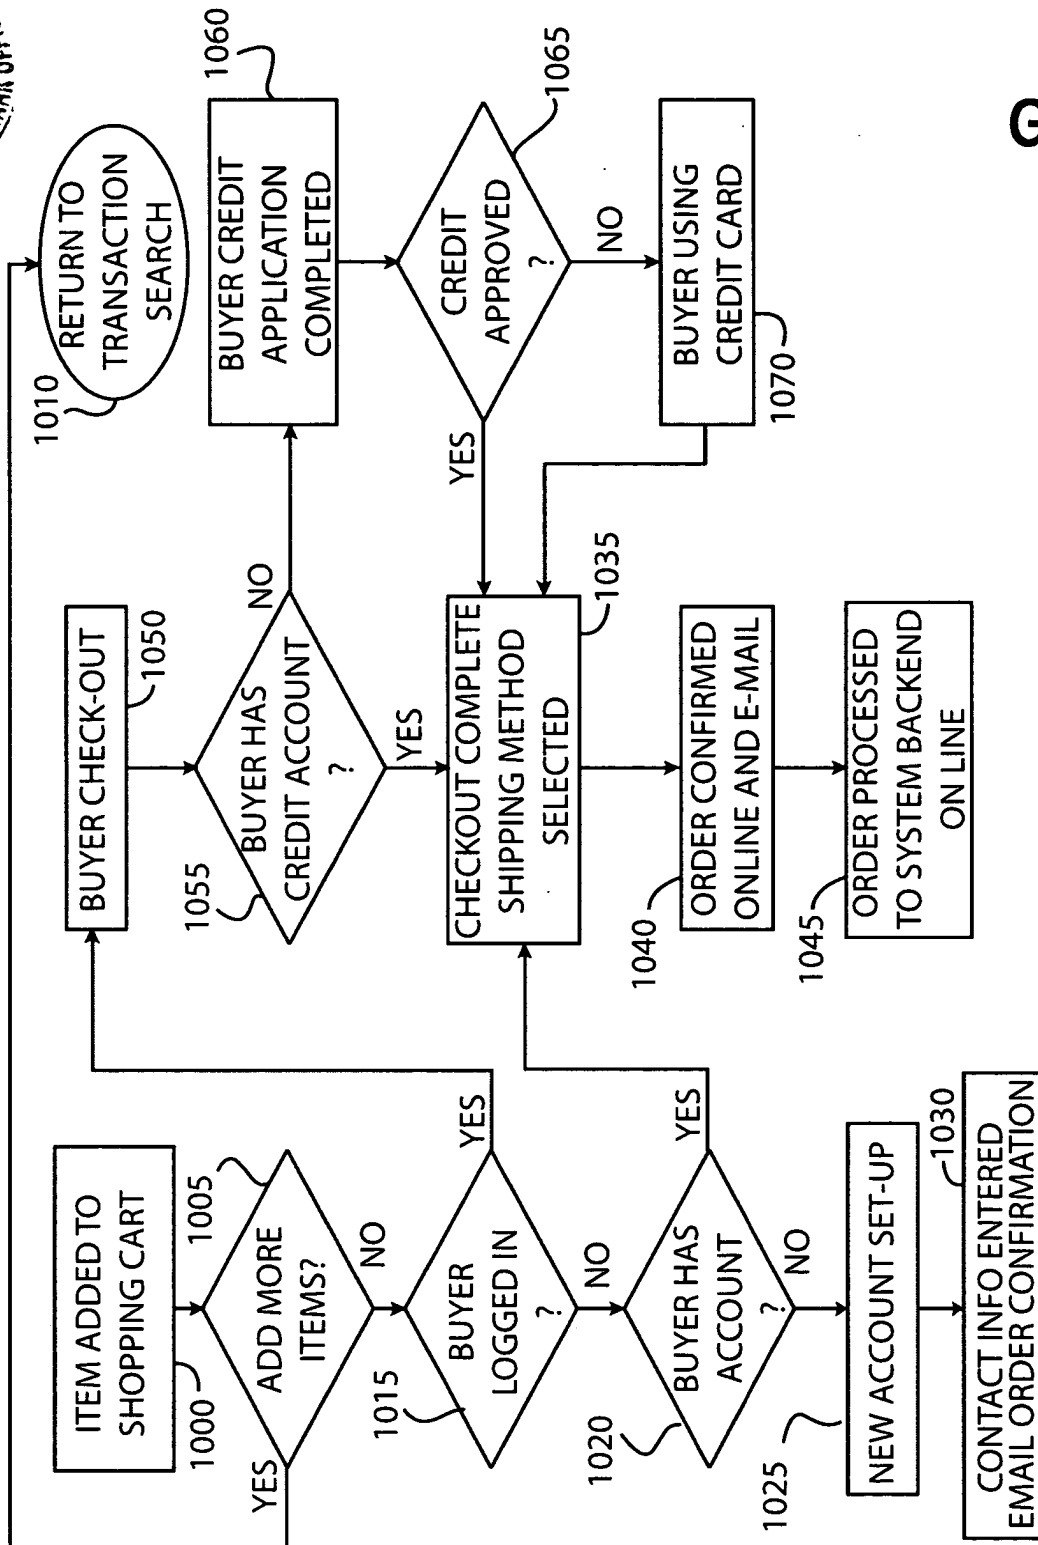 ITEM ADDED TO
SHOPPING CART
1000
1005
ADD MORE
ITEMS?
YES
NO
1015
BUYER
LOGGED IN
?
YES
NO
1020
BUYER HAS
ACCOUNT
?
YES
NO
1025
NEW ACCOUNT SET-UP
1030
CONTACT INFO ENTERED
EMAIL ORDER CONFIRMATION
BUYER CHECK-OUT
1050
1055
BUYER HAS
CREDIT ACCOUNT
?
NO
YES
CHECKOUT COMPLETE
SHIPPING METHOD
SELECTED
1035
1040
ORDER CONFIRMED
ONLINE AND E-MAIL
1045
ORDER PROCESSED
TO SYSTEM BACKEND
ON LINE
1010
RETURN TO
TRANSACTION
SEARCH
1060
BUYER CREDIT
APPLICATION
COMPLETED
1065
CREDIT
APPROVED
?
YES
NO
BUYER USING
CREDIT CARD
1070
G